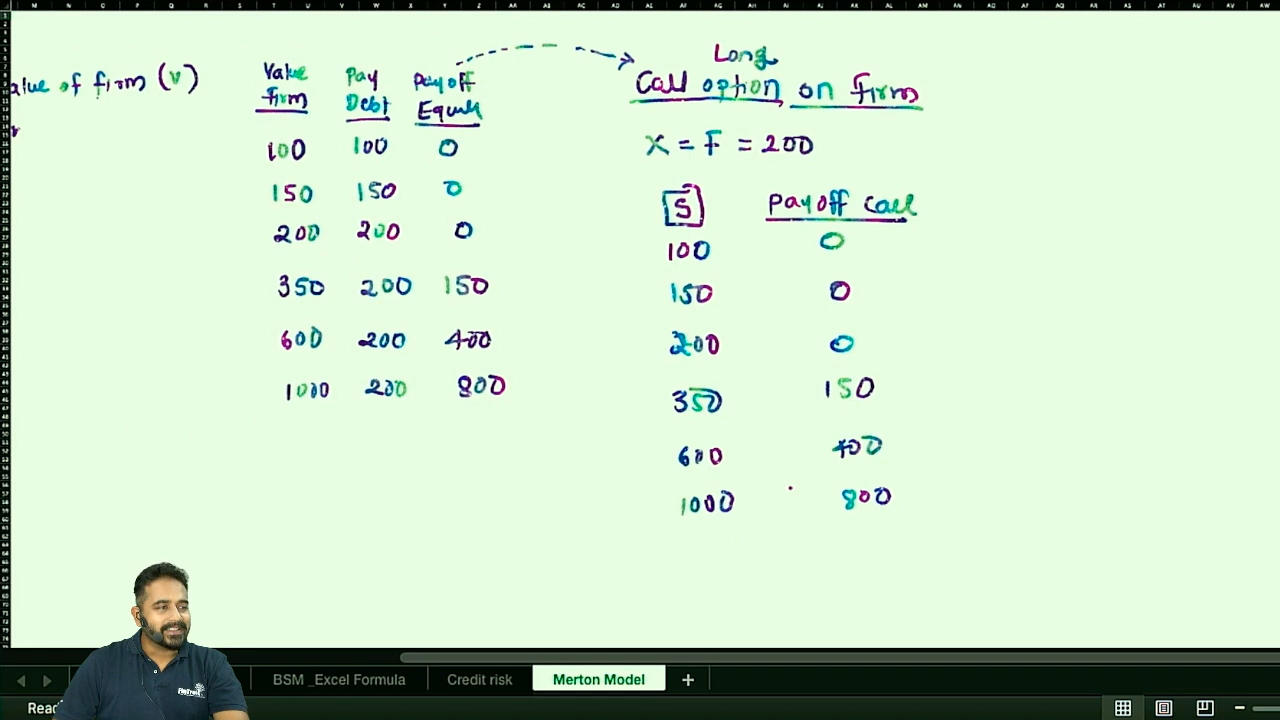 alue of firm (v)
Value Firm Pay Debt Payoff Equity
100 100 0
150 150 0
200 200 0
350 200 150
600 200 400
1000 200 800
Long
Call option on Firm
X = F = 200
S Payoff call
100 0
150 0
200 0
350 150
600 400
1000 800
BSM _Excel Formula Credit risk Merton Model +
Read